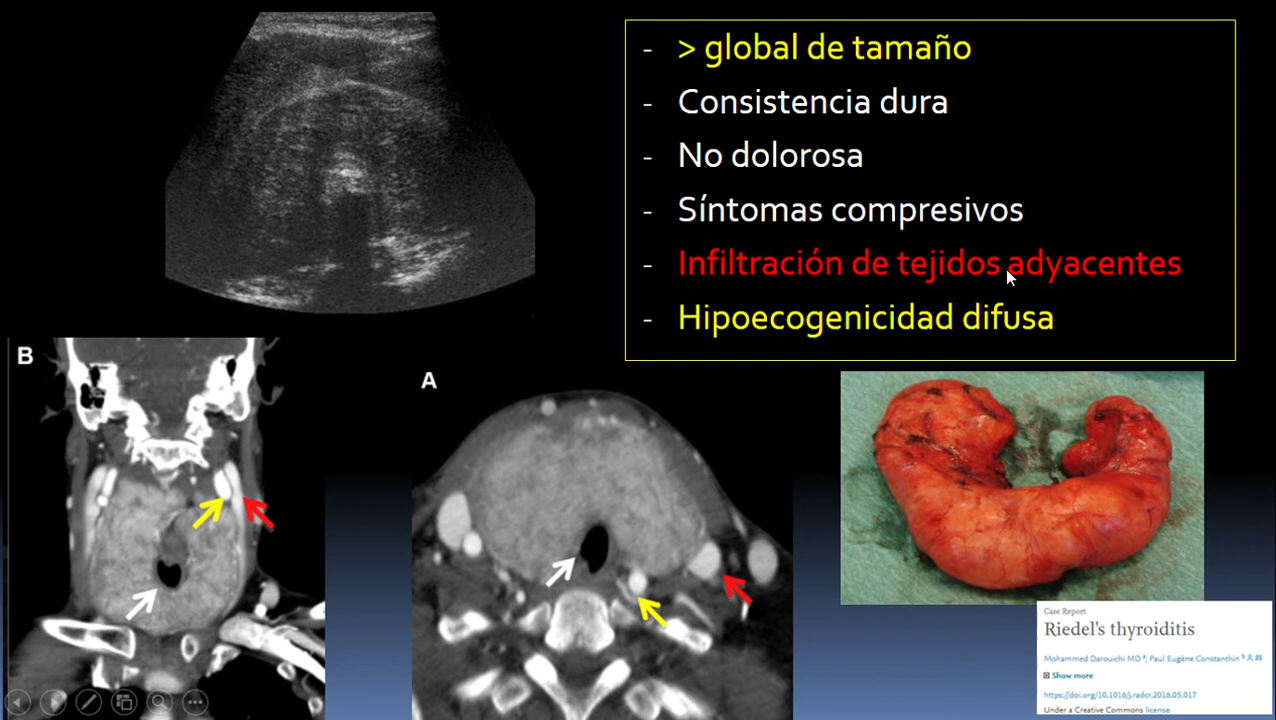 - > global de tamaño
- Consistencia dura
- No dolorosa
- Síntomas compresivos
- Infiltración de tejidos adyacentes
- Hipoecogenicidad difusa
B
A
Case Report
Riedel's thyroiditis
Mohammed Darouichi MD a, Paul Eugène Constanthin b
Show more
https://doi.org/10.1016/j.radcr.2016.05.017
Under a Creative Commons license